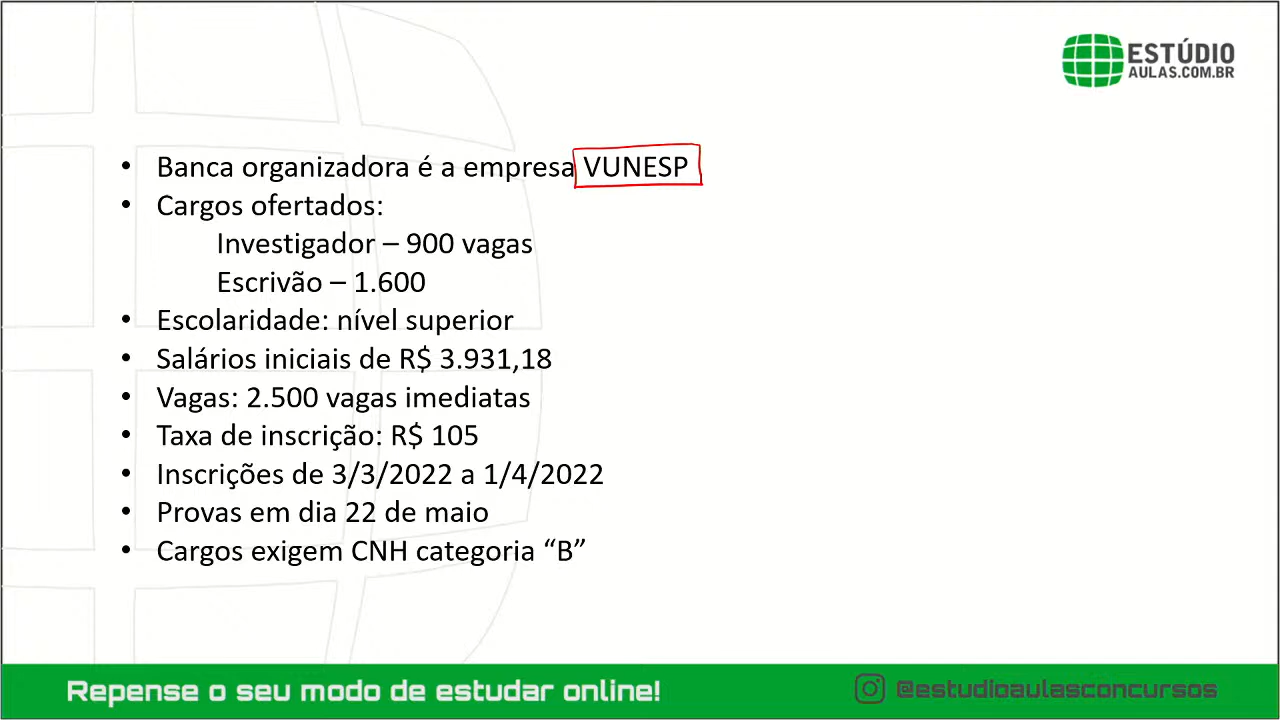 ESTÚDIO
AULAS.COM.BR
• Banca organizadora é a empresa VUNESP
• Cargos ofertados:
Investigador – 900 vagas
Escrivão – 1.600
• Escolaridade: nível superior
• Salários iniciais de R$ 3.931,18
• Vagas: 2.500 vagas imediatas
• Taxa de inscrição: R$ 105
• Inscrições de 3/3/2022 a 1/4/2022
• Provas em dia 22 de maio
• Cargos exigem CNH categoria “B”
Repense o seu modo de estudar online!
@estudioaulasconcursos